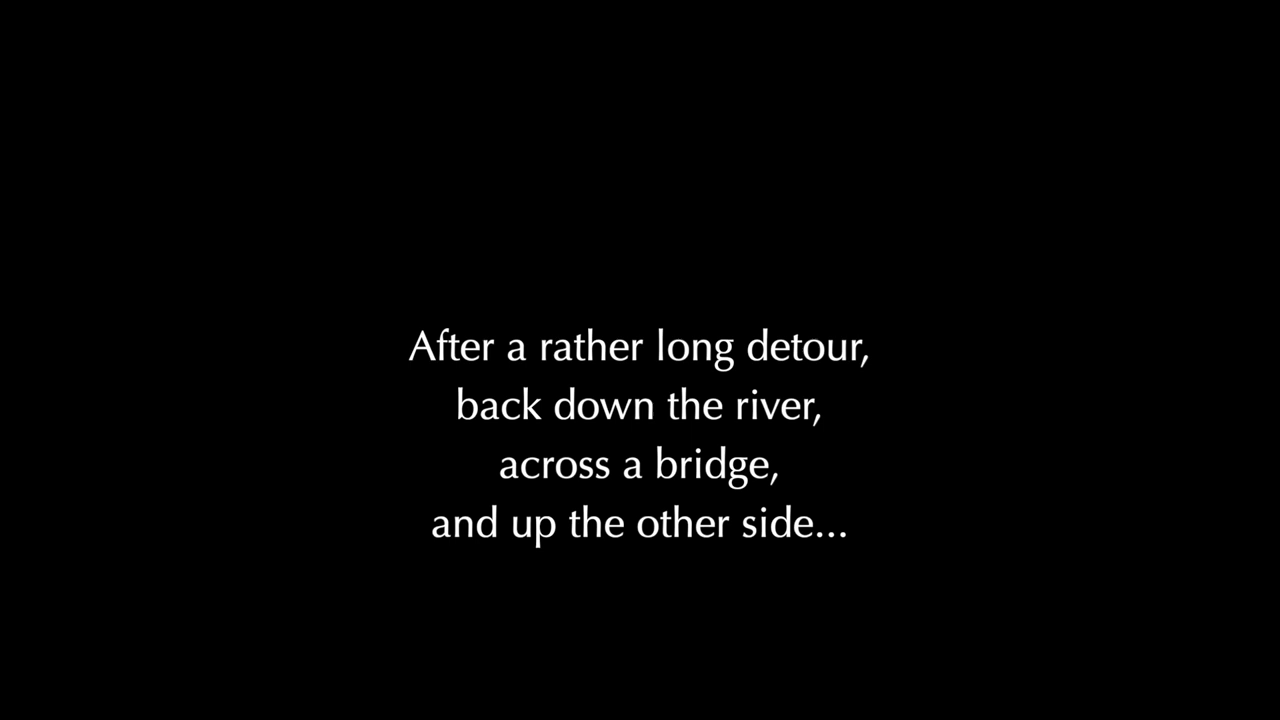 After a rather long detour,
back down the river,
across a bridge,
and up the other side...